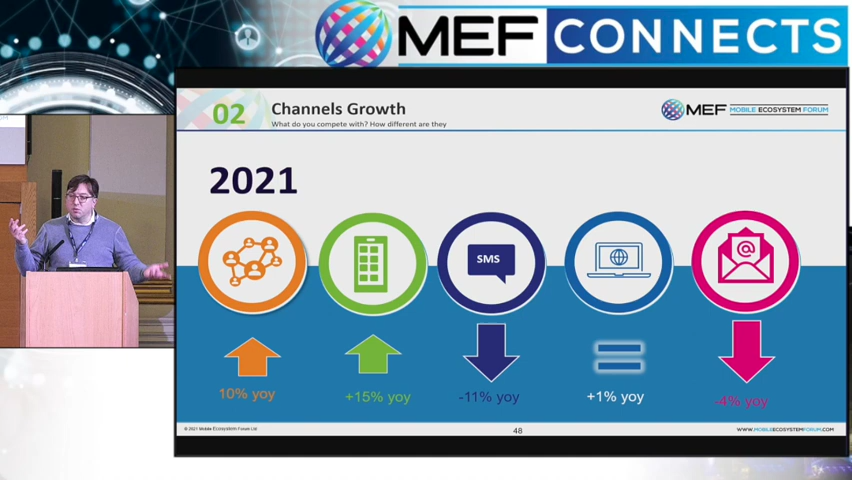 MEF CONNECTS
02
Channels Growth
What do you compete with? How different are they
MEF MOBILE ECOSYSTEM FORUM
2021
SMS
@
10% yoy
+15% yoy
-11% yoy
+1% yoy
-4% yoy
© 2021 Mobile Ecosystem Forum Ltd
48
WWW.MOBILEECOSYSTEMFORUM.COM